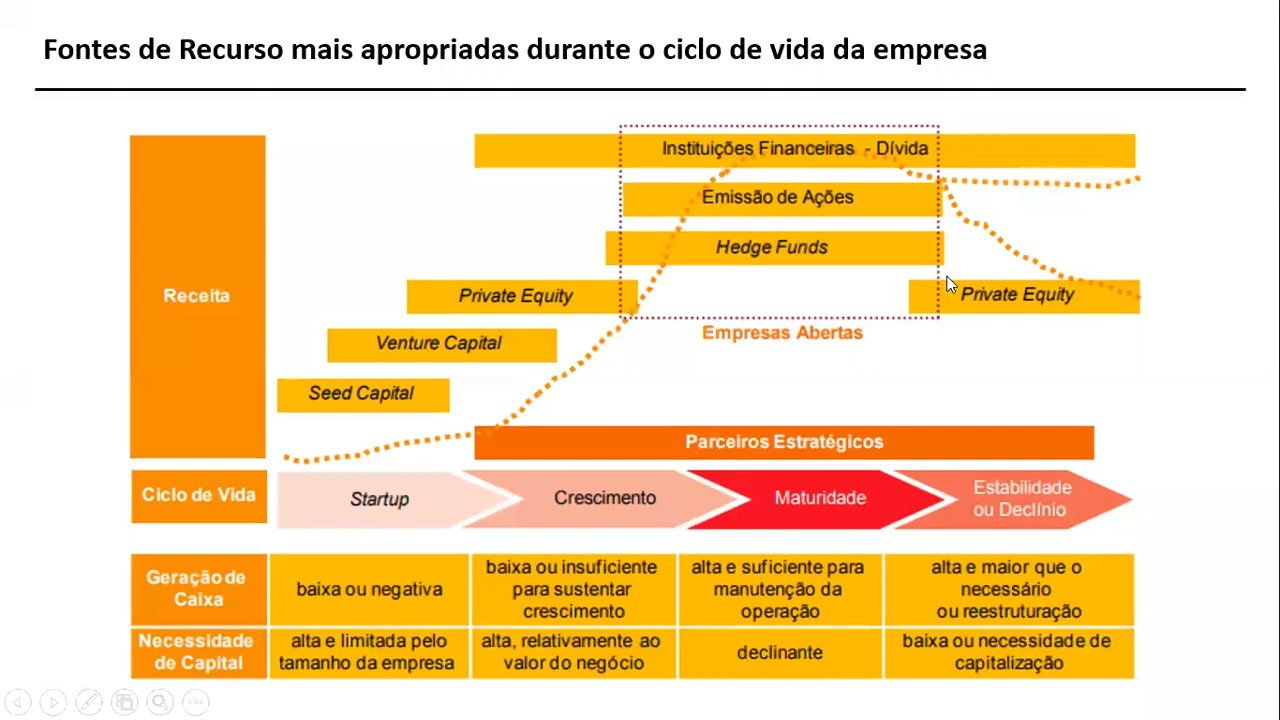 Fontes de Recurso mais apropriadas durante o ciclo de vida da empresa
Instituições Financeiras - Dívida
Emissão de Ações
Hedge Funds
Receita
Private Equity
Private Equity
Empresas Abertas
Venture Capital
Seed Capital
Parceiros Estratégicos
Ciclo de Vida
Startup
Crescimento
Maturidade
Estabilidade
ou Declínio
Geração de
Caixa
baixa ou negativa
baixa ou insuficiente
para sustentar
crescimento
alta e suficiente para
manutenção da
operação
alta e maior que o
necessário
ou reestruturação
Necessidade
de Capital
alta e limitada pelo
tamanho da empresa
alta, relativamente ao
valor do negócio
declinante
baixa ou necessidade de
capitalização